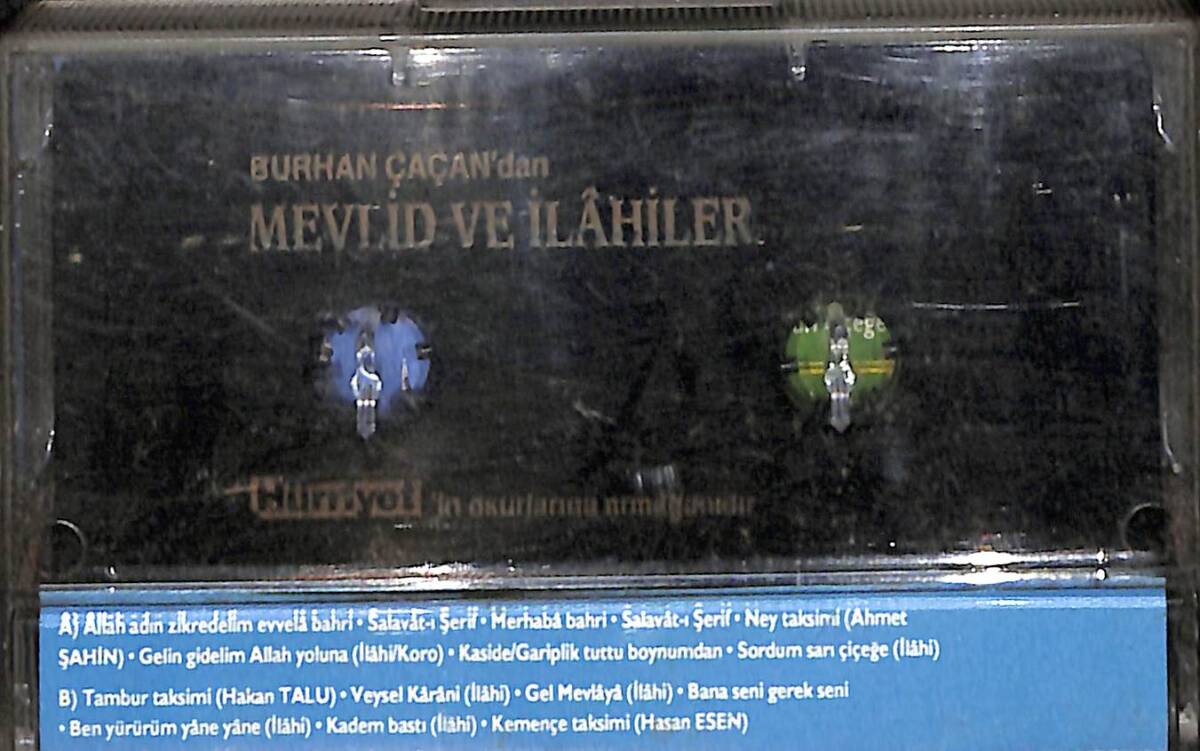 BURHAN ÇAÇAN'dan
MEVLİD VE İLÂHİLER
Hürriyet 'in okurlarına armağanıdır
A) Allah adın zikredelim evvelâ bahri • Salavât-ı Şerif • Merhaba bahri • Salavât-ı Şerif • Ney taksimi (Ahmet
ŞAHİN) • Gelin gidelim Allah yoluna (İlâhi/Koro) • Kaside/Gariplik tuttu boynumdan • Sordum sarı çiçeğe (İlâhi)
B) Tambur taksimi (Hakan TALU) • Veysel Kârâni (İlâhi) • Gel Mevlâyâ (İlâhi) • Bana seni gerek seni
• Ben yürürüm yâne yâne (İlâhi) • Kadem bastı (İlâhi) • Kemençe taksimi (Hasan ESEN)